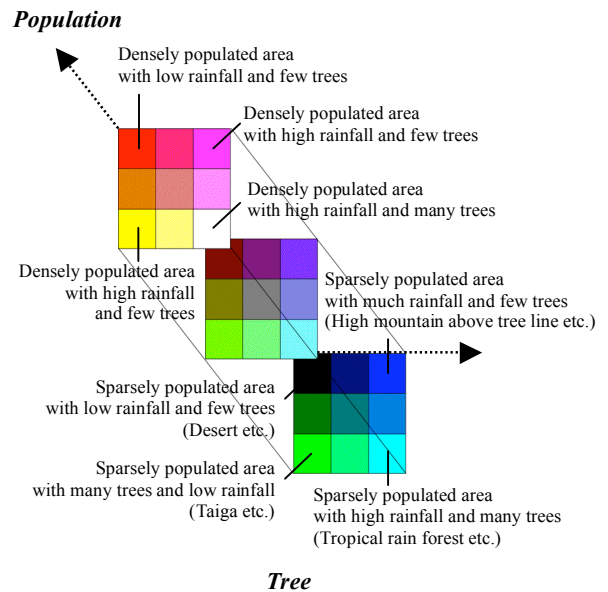 Population
Densely populated area
with low rainfall and few trees
Densely populated area
with high rainfall and few trees
Densely populated area
with high rainfall and many trees
Densely populated area
with high rainfall
and few trees
Sparsely populated area
with much rainfall and few trees
(High mountain above tree line etc.)
Sparsely populated area
with low rainfall and few trees
(Desert etc.)
Sparsely populated area
with many trees and low rainfall
(Taiga etc.)
Sparsely populated area
with high rainfall and many trees
(Tropical rain forest etc.)
Tree